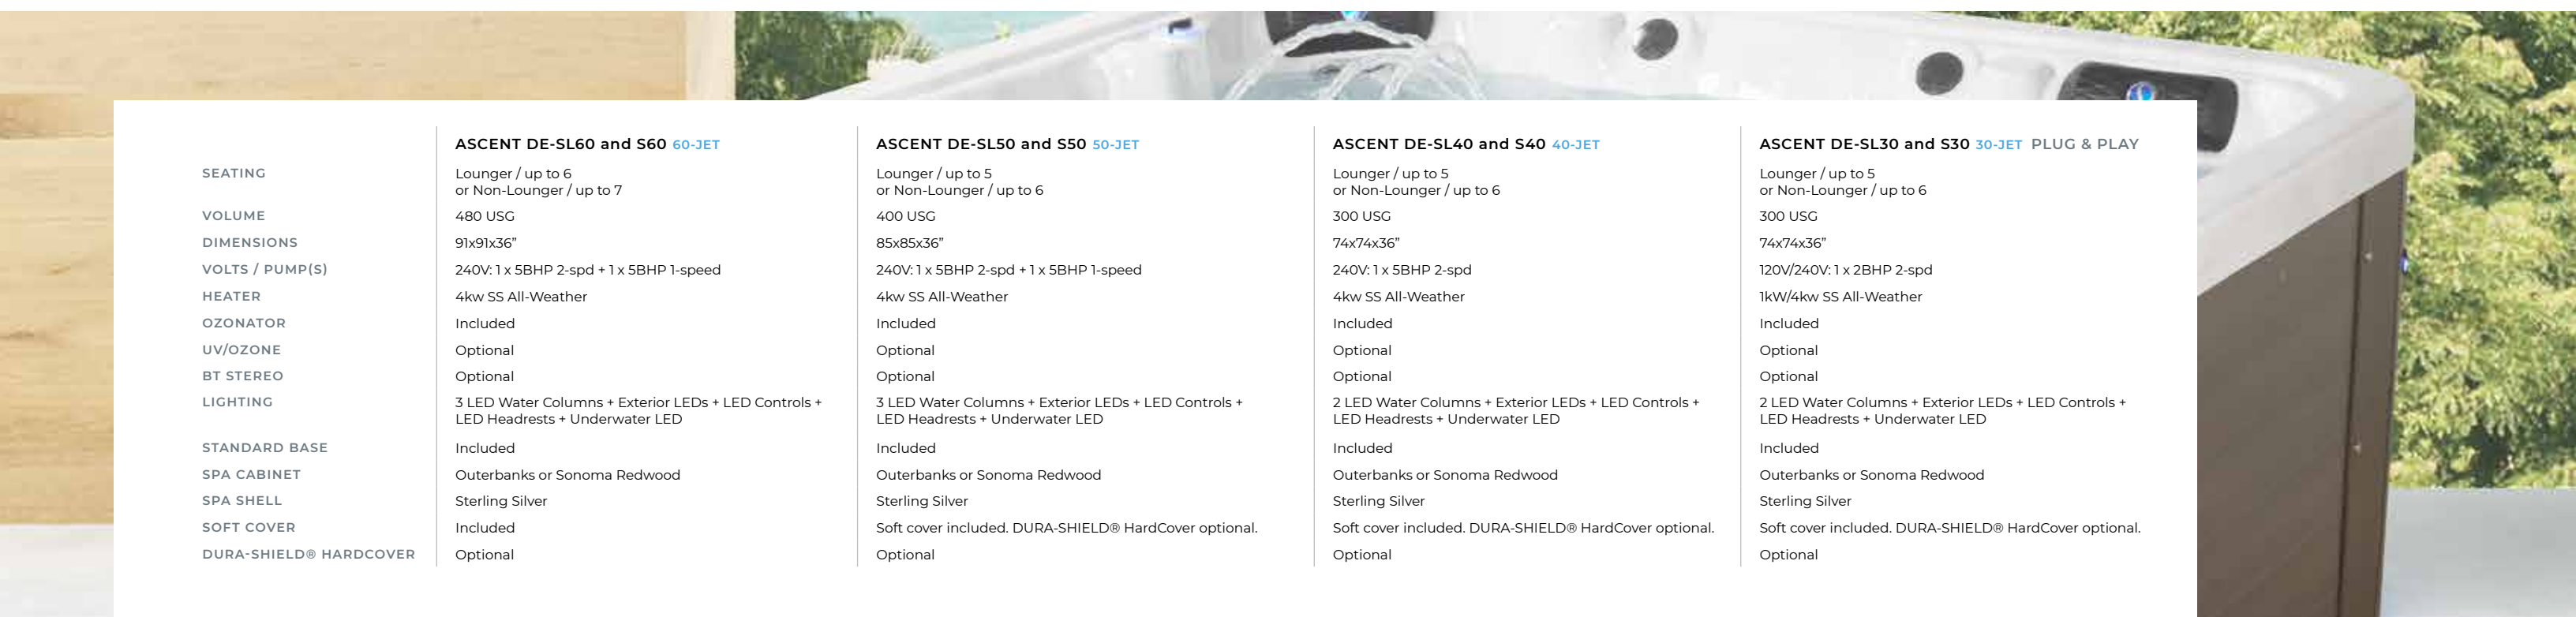 ASCENT DE-SL60 and S60 60-JET ASCENT DE-SL50 and S50 50-JET ASCENT DE-SL40 and S40 40-JET ASCENT DE-SL30 and S30 30-JET PLUG & PLAY
SEATING Lounger / up to 6 Lounger / up to 5 Lounger / up to 5 Lounger / up to 5
or Non-Lounger / up to 7 or Non-Lounger / up to 6 or Non-Lounger / up to 6 or Non-Lounger / up to 6
VOLUME 480 USG 400 USG 300 USG 300 USG
DIMENSIONS 91x91x36” 85x85x36” 74x74x36” 74x74x36”
VOLTS / PUMP(S) 240V: 1 x 5BHP 2-spd + 1 x 5BHP 1-speed 240V: 1 x 5BHP 2-spd + 1 x 5BHP 1-speed 240V: 1 x 5BHP 2-spd 120V/240V: 1 x 2BHP 2-spd
HEATER 4kw SS All-Weather 4kw SS All-Weather 4kw SS All-Weather 1kW/4kw SS All-Weather
OZONATOR Included Included Included Included
UV/OZONE Optional Optional Optional Optional
BT STEREO Optional Optional Optional Optional
LIGHTING 3 LED Water Columns + Exterior LEDs + LED Controls + 3 LED Water Columns + Exterior LEDs + LED Controls + 2 LED Water Columns + Exterior LEDs + LED Controls + 2 LED Water Columns + Exterior LEDs + LED Controls +
LED Headrests + Underwater LED LED Headrests + Underwater LED LED Headrests + Underwater LED LED Headrests + Underwater LED
STANDARD BASE Included Included Included Included
SPA CABINET Outerbanks or Sonoma Redwood Outerbanks or Sonoma Redwood Outerbanks or Sonoma Redwood Outerbanks or Sonoma Redwood
SPA SHELL Sterling Silver Sterling Silver Sterling Silver Sterling Silver
SOFT COVER Included Soft cover included. DURA-SHIELD® HardCover optional. Soft cover included. DURA-SHIELD® HardCover optional. Soft cover included. DURA-SHIELD® HardCover optional.
DURA-SHIELD® HARDCOVER Optional Optional Optional Optional